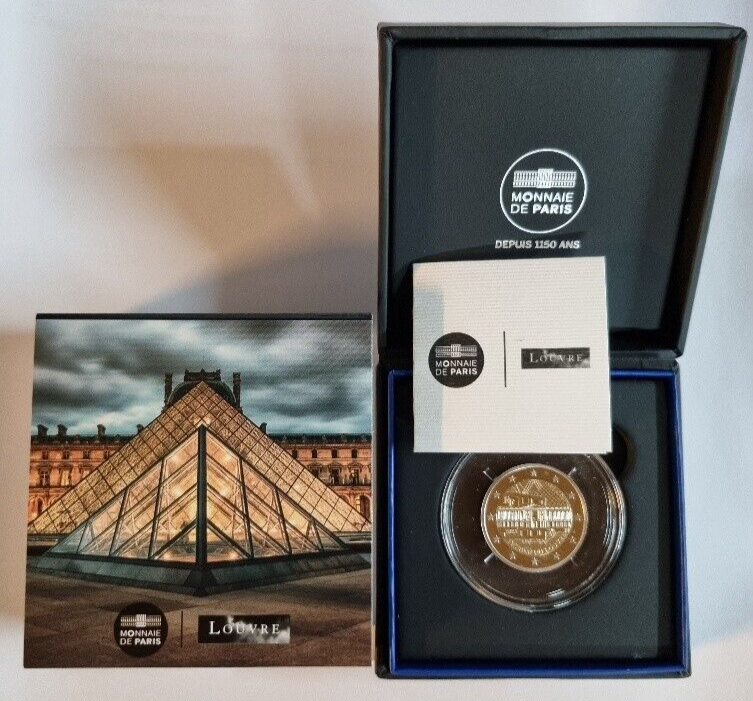 MONNAIE
DE PARIS
DEPUIS 1150 ANS
MONNAIE
DE PARIS
LOUVRE
MONNAIE
DE PARIS
LOUVRE